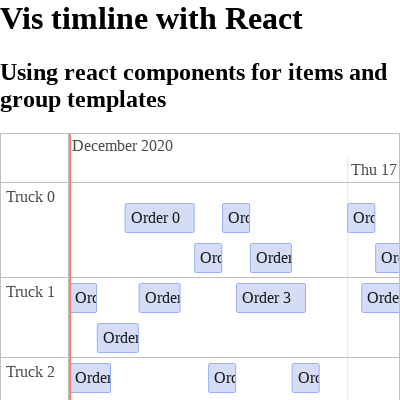 Vis timline with React
Using react components for items and
group templates
December 2020
Thu 17
Truck 0
Order 0
Orc
Orc
Orc
Order
Or
Truck 1
Orc
Order
Order 3
Orde
Order
Truck 2
Order
Orc
Orc